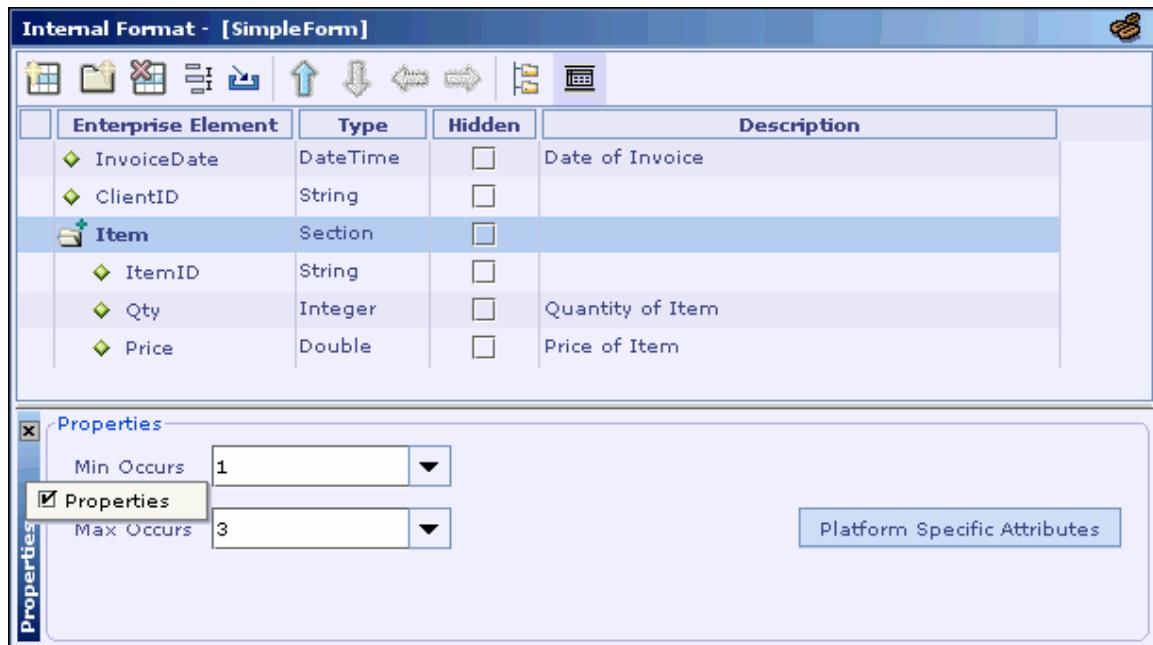 Internal Format - [SimpleForm]
Enterprise Element Type Hidden Description
InvoiceDate DateTime Date of Invoice
ClientID String
Item Section
ItemID String
Qty Integer Quantity of Item
Price Double Price of Item
Properties
Min Occurs 1
Properties
Max Occurs 3 Platform Specific Attributes
Properties